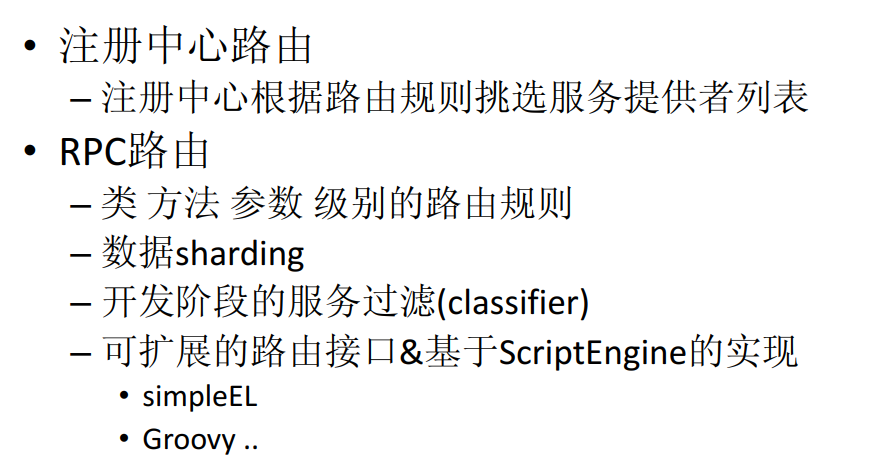 • 注册中心路由
– 注册中心根据路由规则挑选服务提供者列表
• RPC路由
– 类 方法 参数 级别的路由规则
– 数据sharding
– 开发阶段的服务过滤(classifier)
– 可扩展的路由接口&基于ScriptEngine的实现
• simpleEL
• Groovy ..